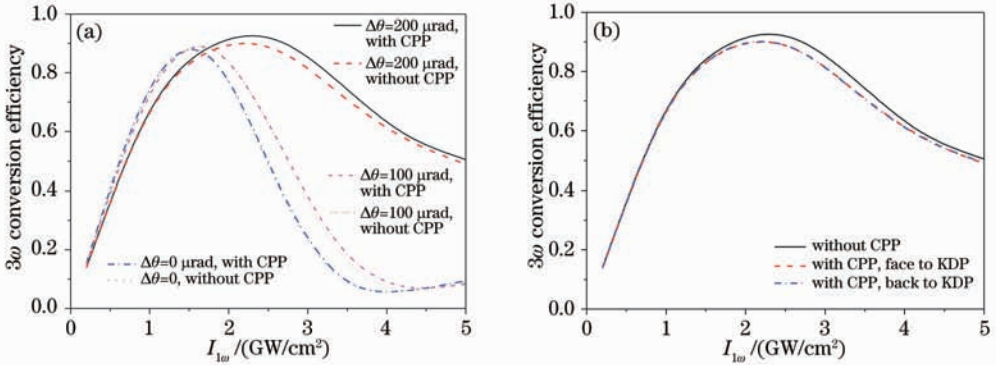 (a)
Δθ=200 μrad,
with CPP
Δθ=200 μrad,
without CPP
Δθ=100 μrad,
with CPP
Δθ=100 μrad,
wihout CPP
Δθ=0 μrad, with CPP
Δθ=0, without CPP
3ω conversion efficiency
1.0
0.8
0.6
0.4
0.2
0.0
0 1 2 3 4 5
I1ω /(GW/cm²)
(b)
without CPP
with CPP, face to KDP
with CPP, back to KDP
3ω conversion efficiency
1.0
0.8
0.6
0.4
0.2
0.0
0 1 2 3 4 5
I1ω /(GW/cm²)